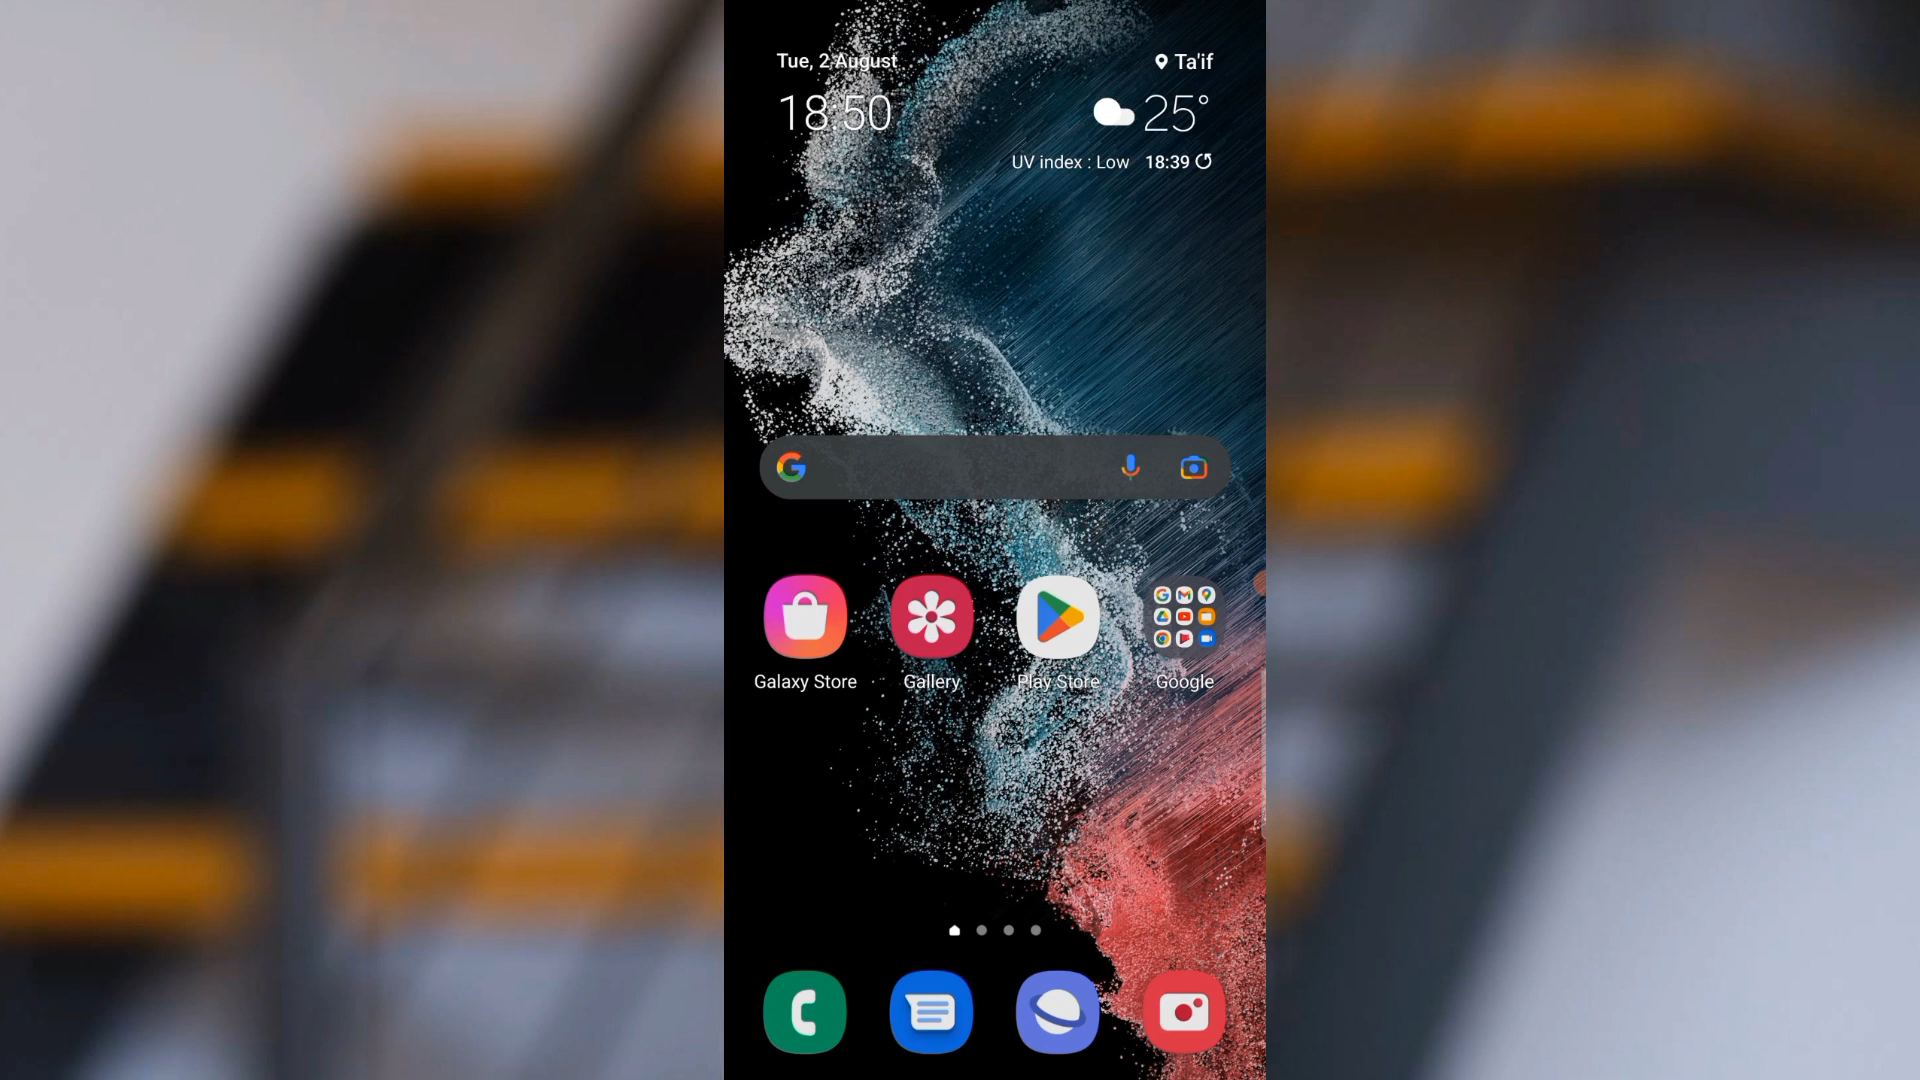 Tue, 2 August
Ta'if
18:50
25°
UV index : Low 18:39
Galaxy Store
Gallery
Play Store
Google